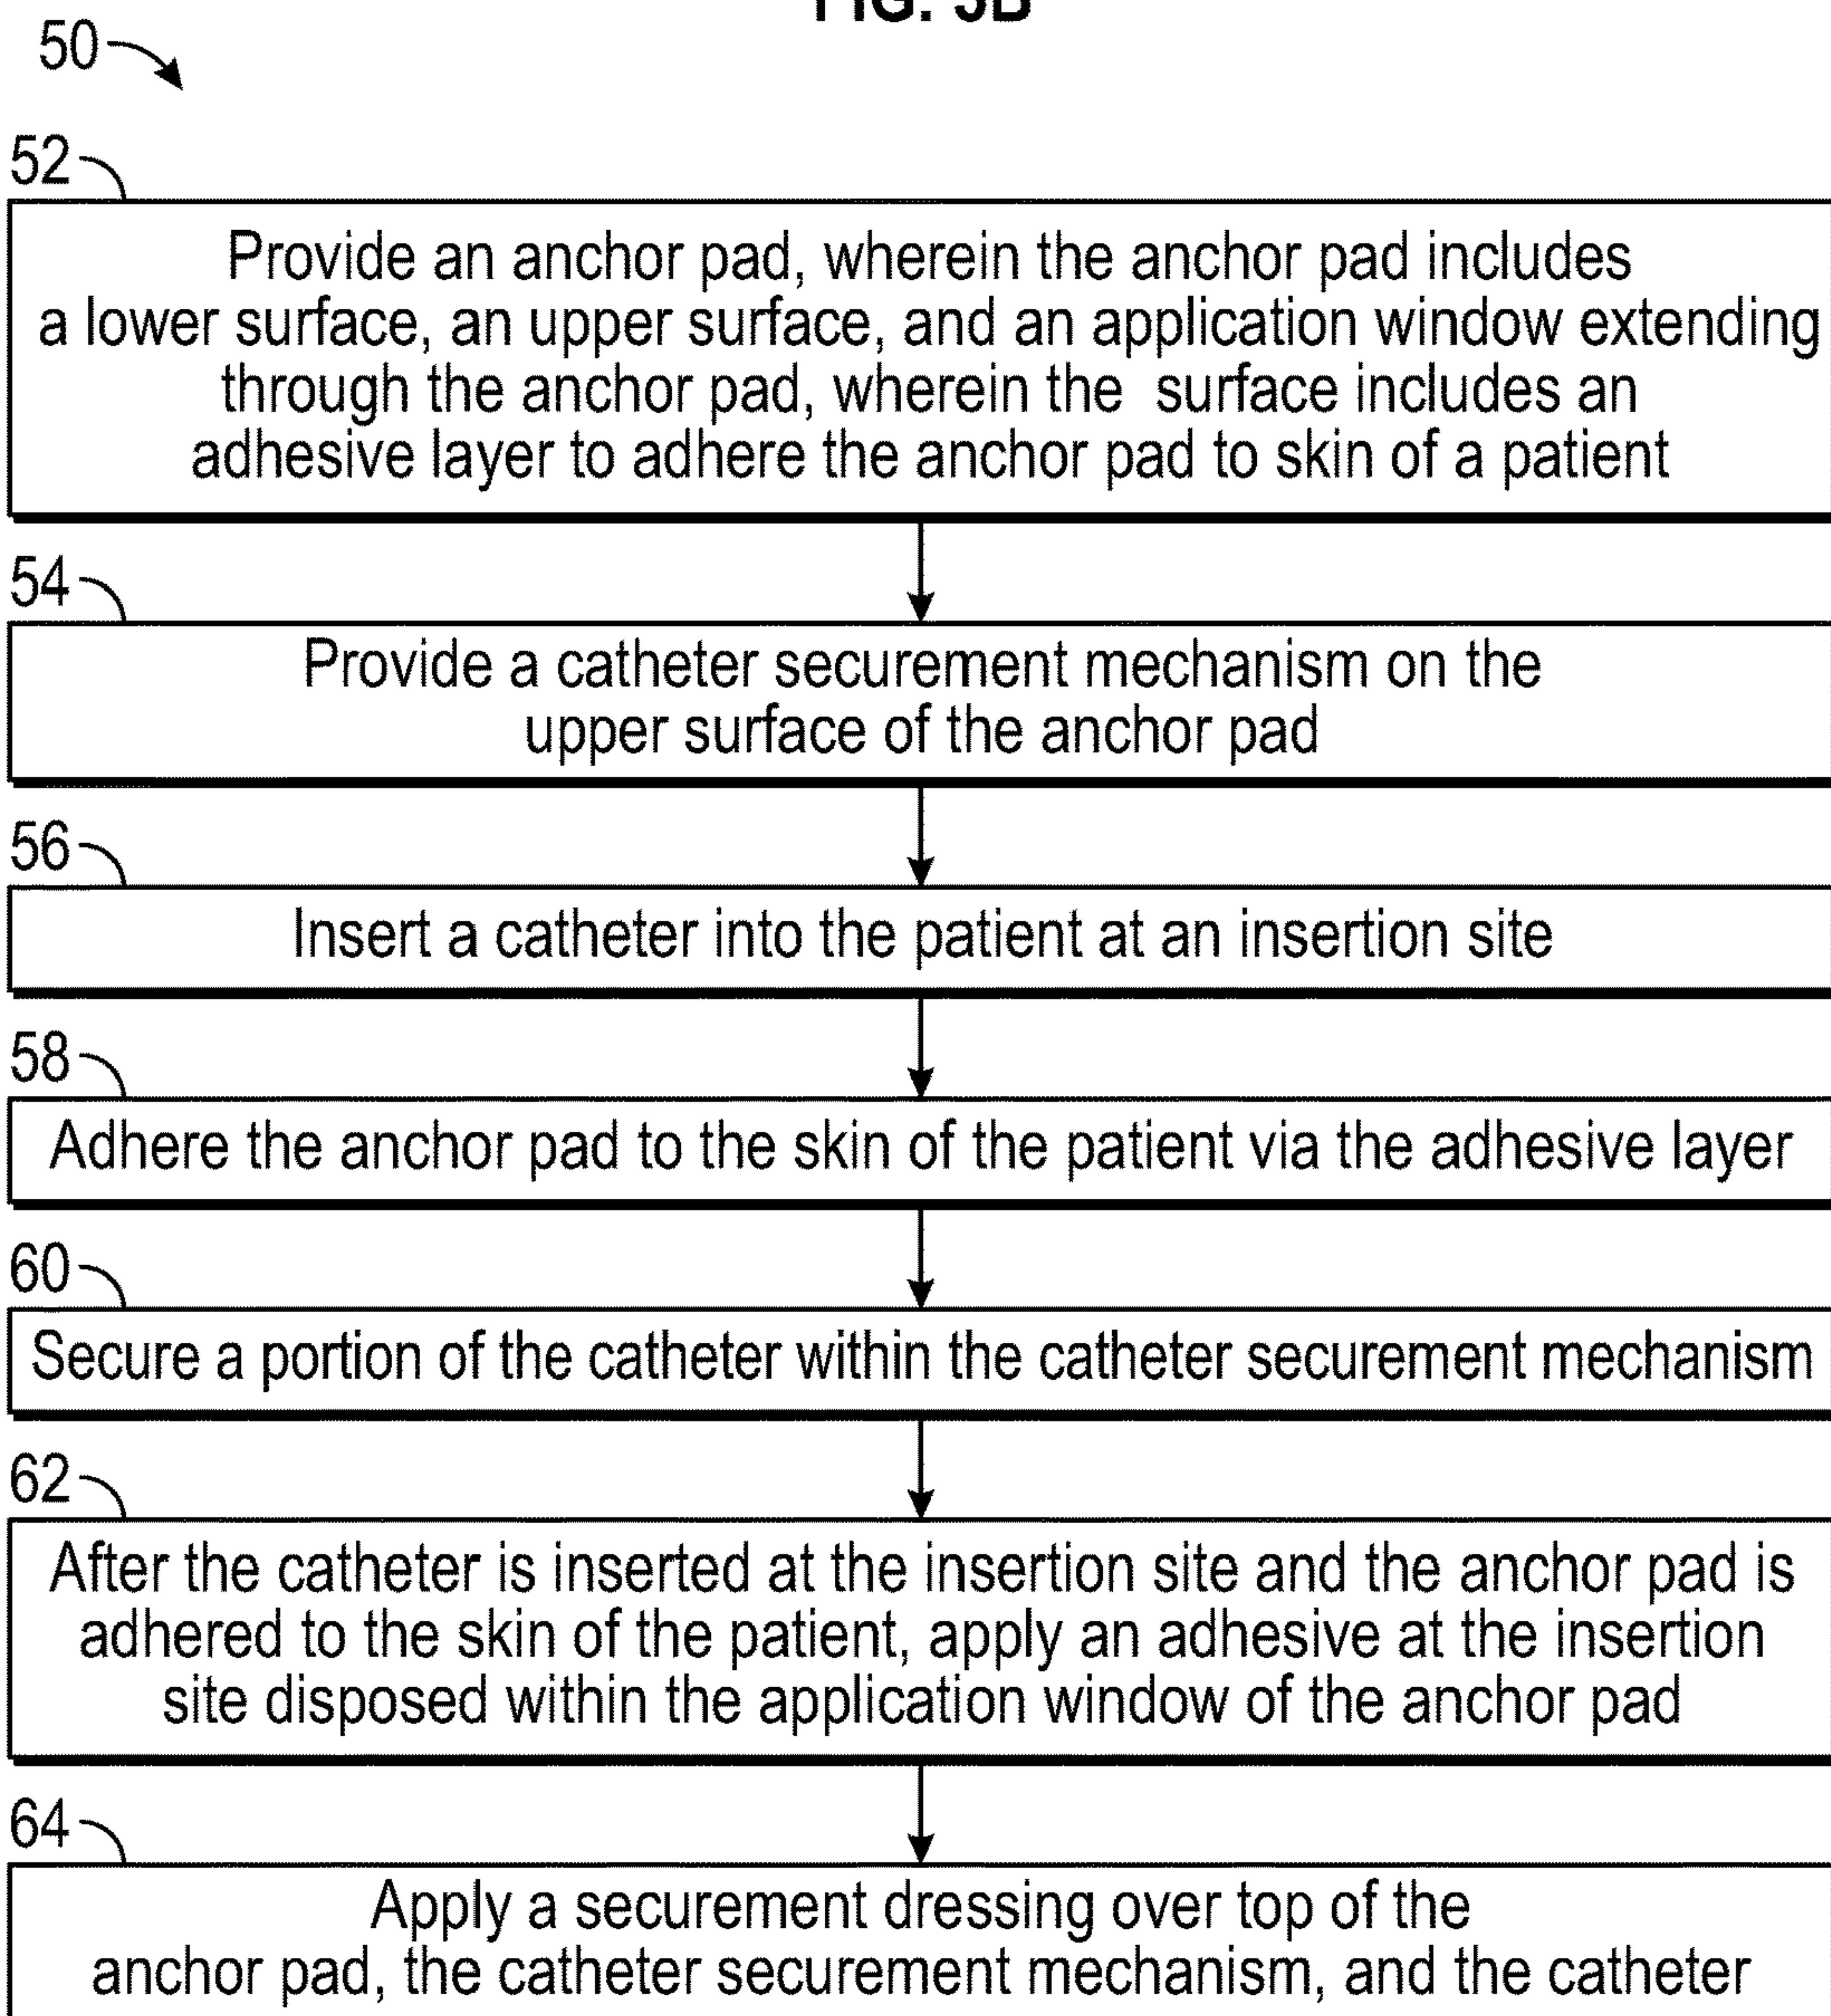 FIG. 5B
50
52
Provide an anchor pad, wherein the anchor pad includes
a lower surface, an upper surface, and an application window extending
through the anchor pad, wherein the surface includes an
adhesive layer to adhere the anchor pad to skin of a patient
54
Provide a catheter securement mechanism on the
upper surface of the anchor pad
56
Insert a catheter into the patient at an insertion site
58
Adhere the anchor pad to the skin of the patient via the adhesive layer
60
Secure a portion of the catheter within the catheter securement mechanism
62
After the catheter is inserted at the insertion site and the anchor pad is
adhered to the skin of the patient, apply an adhesive at the insertion
site disposed within the application window of the anchor pad
64
Apply a securement dressing over top of the
anchor pad, the catheter securement mechanism, and the catheter